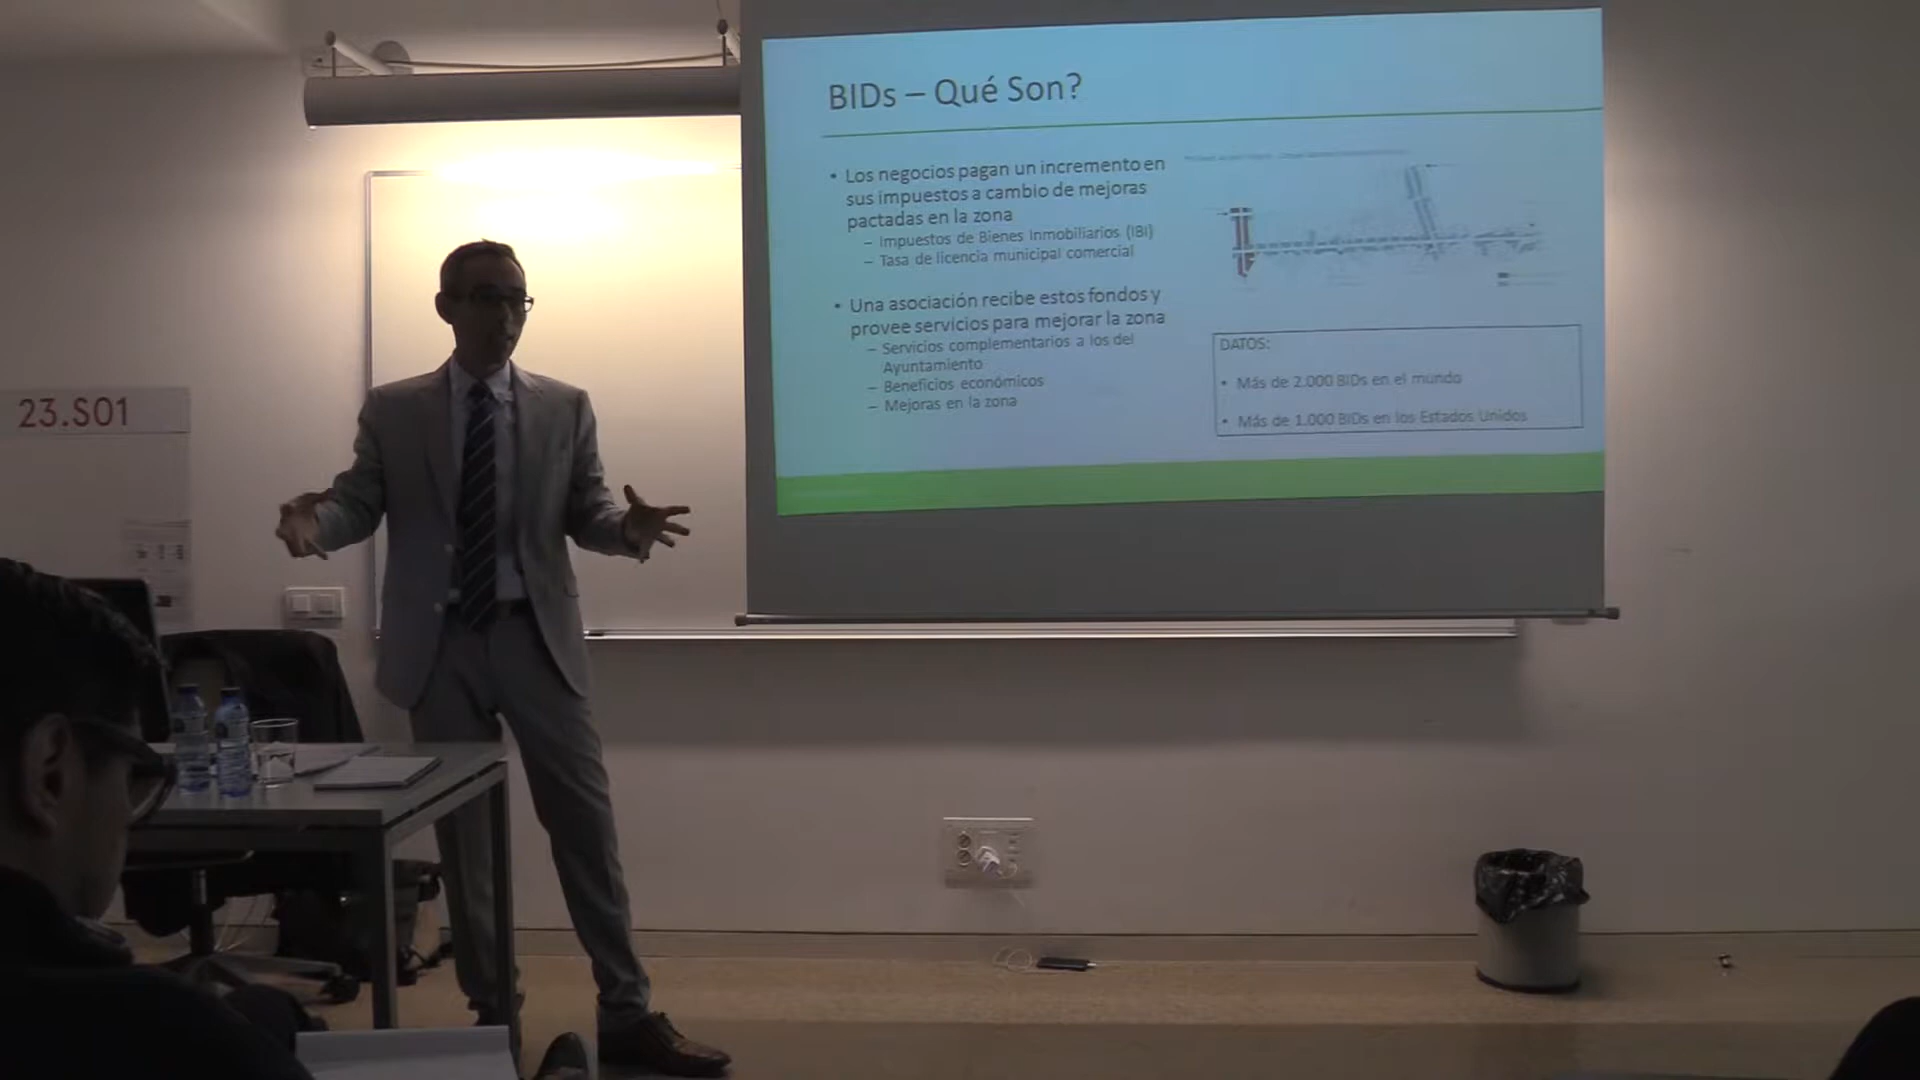 BIDs – Qué Son?
• Los negocios pagan un incremento en
sus impuestos a cambio de mejoras
pactadas en la zona
– Impuestos de Bienes Inmobiliarios (IBI)
– Tasa de licencia municipal comercial
• Una asociación recibe estos fondos y
provee servicios para mejorar la zona
– Servicios complementarios a los del
Ayuntamiento
– Beneficios económicos
– Mejoras en la zona
DATOS:
• Más de 2.000 BIDs en el mundo
• Más de 1.000 BIDs en los Estados Unidos
23.S01